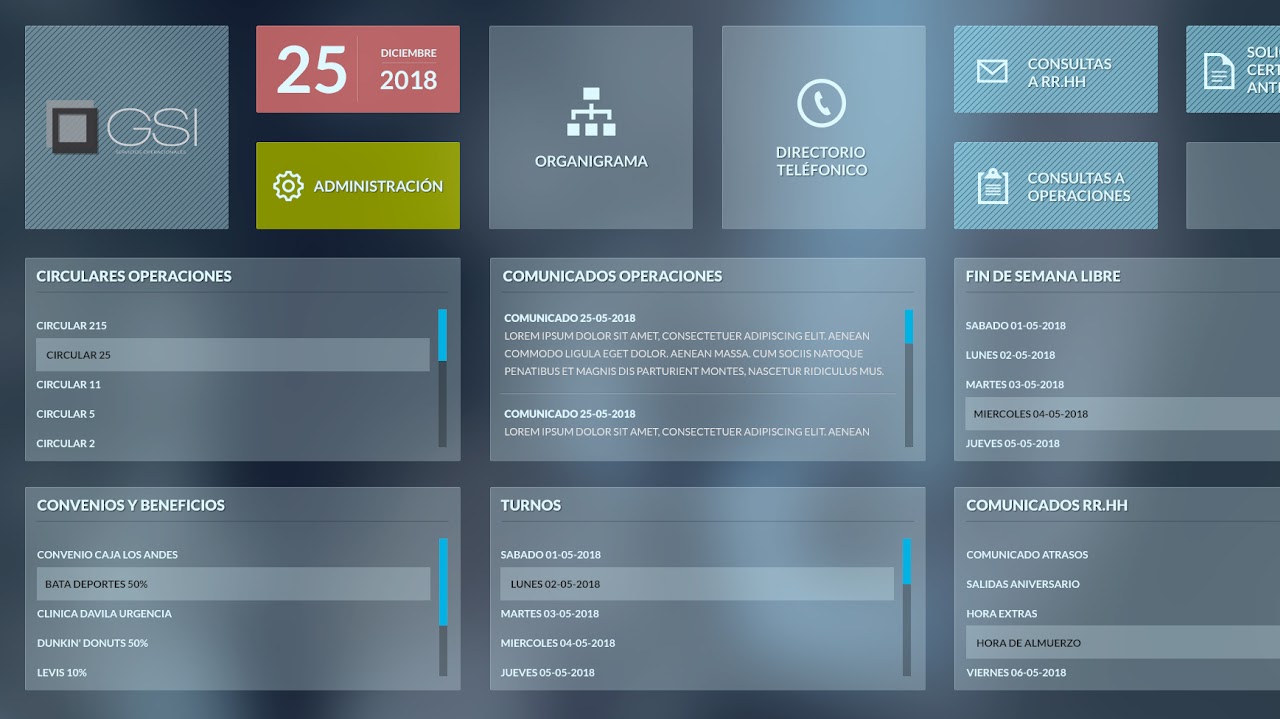 GSI
SERVICIOS OPERACIONALES
25
DICIEMBRE
2018
ADMINISTRACIÓN
ORGANIGRAMA
DIRECTORIO
TELÉFONICO
CONSULTAS
A RR.HH
CONSULTAS A
OPERACIONES
CIRCULARES OPERACIONES
CIRCULAR 215
CIRCULAR 25
CIRCULAR 11
CIRCULAR 5
CIRCULAR 2
COMUNICADOS OPERACIONES
COMUNICADO 25-05-2018
LOREM IPSUM DOLOR SIT AMET, CONSECTETUER ADIPISCING ELIT. AENEAN
COMMODO LIGULA EGET DOLOR. AENEAN MASSA. CUM SOCIIS NATOQUE
PENATIBUS ET MAGNIS DIS PARTURIENT MONTES, NASCETUR RIDICULUS MUS.
COMUNICADO 25-05-2018
LOREM IPSUM DOLOR SIT AMET, CONSECTETUER ADIPISCING ELIT. AENEAN
FIN DE SEMANA LIBRE
SABADO 01-05-2018
LUNES 02-05-2018
MARTES 03-05-2018
MIERCOLES 04-05-2018
JUEVES 05-05-2018
CONVENIOS Y BENEFICIOS
CONVENIO CAJA LOS ANDES
BATA DEPORTES 50%
CLINICA DAVILA URGENCIA
DUNKIN' DONUTS 50%
LEVIS 10%
TURNOS
SABADO 01-05-2018
LUNES 02-05-2018
MARTES 03-05-2018
MIERCOLES 04-05-2018
JUEVES 05-05-2018
COMUNICADOS RR.HH
COMUNICADO ATRASOS
SALIDAS ANIVERSARIO
HORA EXTRAS
HORA DE ALMUERZO
VIERNES 06-05-2018